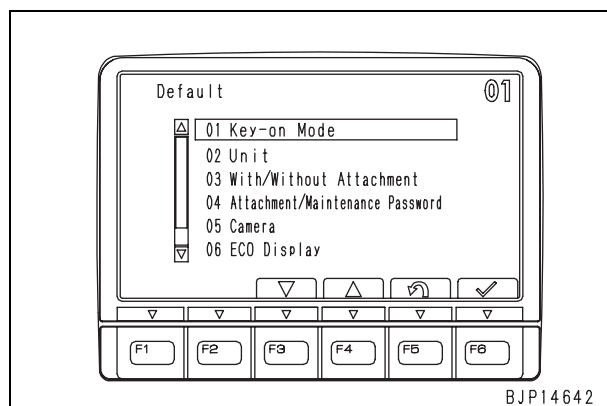 Default 01
01 Key-on Mode
02 Unit
03 With/Without Attachment
04 Attachment/Maintenance Password
05 Camera
06 ECO Display
F1 F2 F3 F4 F5 F6
BJP14642